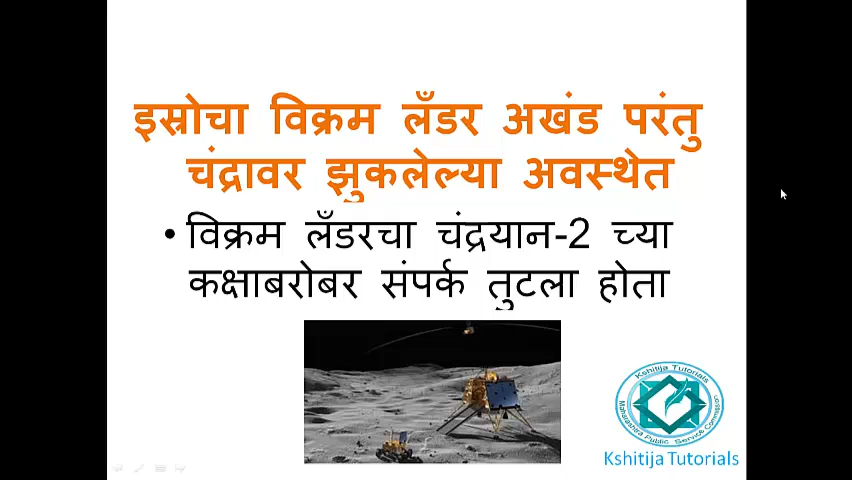 इस्रोचा विक्रम लँडर अखंड परंतु
चंद्रावर झुकलेल्या अवस्थेत
• विक्रम लँडरचा चंद्रयान-2 च्या
कक्षाबरोबर संपर्क तुटला होता
Kshitija Tutorials
Maharashtra Public Service Commission
Kshitija Tutorials